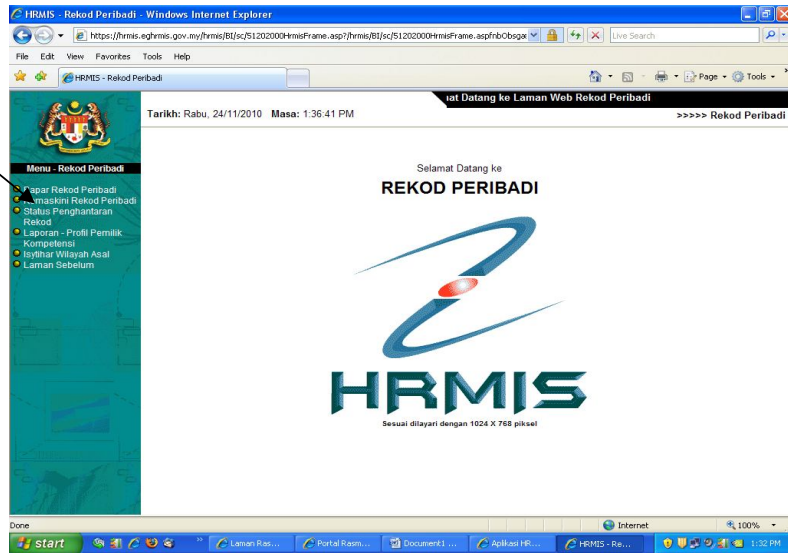 HRMIS - Rekod Peribadi - Windows Internet Explorer
https://hrmis.eghrmis.gov.my/hrmis/BI/sc/51202000HrmisFrame.asp?/hrmis/BI/sc/51202000HrmisFrame.aspfnbObsgar
Live Search
File Edit View Favorites Tools Help
HRMIS - Rekod Peribadi
Page Tools
Tarikh: Rabu, 24/11/2010 Masa: 1:36:41 PM
at Datang ke Laman Web Rekod Peribadi
>>>>> Rekod Peribadi
Menu - Rekod Peribadi
Papar Rekod Peribadi
Kemaskini Rekod Peribadi
Status Penghantaran
Rekod
Laporan - Profil Pemilik
Kompetensi
Isytihar Wilayah Asal
Laman Sebelum
Selamat Datang ke
REKOD PERIBADI
HRMIS
Sesuai dilayari dengan 1024 X 768 piksel
Done
Internet
100%
start
Laman Ras...
Portal Rasm...
Document1 ...
Aplikasi HR...
HRMIS - Re...
1:32 PM